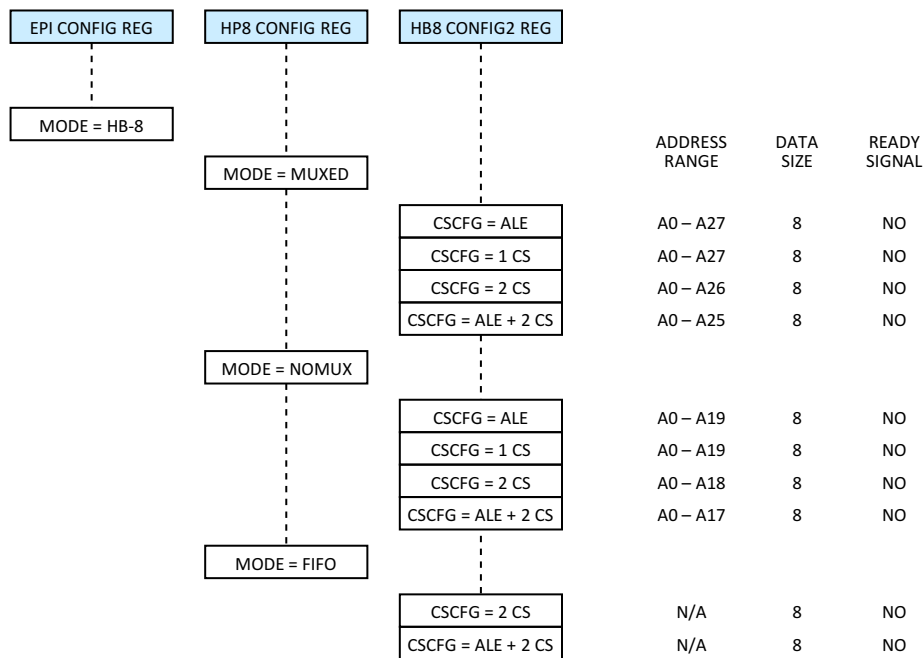 EPI CONFIG REG HP8 CONFIG REG HB8 CONFIG2 REG
MODE = HB-8
ADDRESS RANGE DATA SIZE READY SIGNAL
MODE = MUXED
CSCFG = ALE A0 – A27 8 NO
CSCFG = 1 CS A0 – A27 8 NO
CSCFG = 2 CS A0 – A26 8 NO
CSCFG = ALE + 2 CS A0 – A25 8 NO
MODE = NOMUX
CSCFG = ALE A0 – A19 8 NO
CSCFG = 1 CS A0 – A19 8 NO
CSCFG = 2 CS A0 – A18 8 NO
CSCFG = ALE + 2 CS A0 – A17 8 NO
MODE = FIFO
CSCFG = 2 CS N/A 8 NO
CSCFG = ALE + 2 CS N/A 8 NO